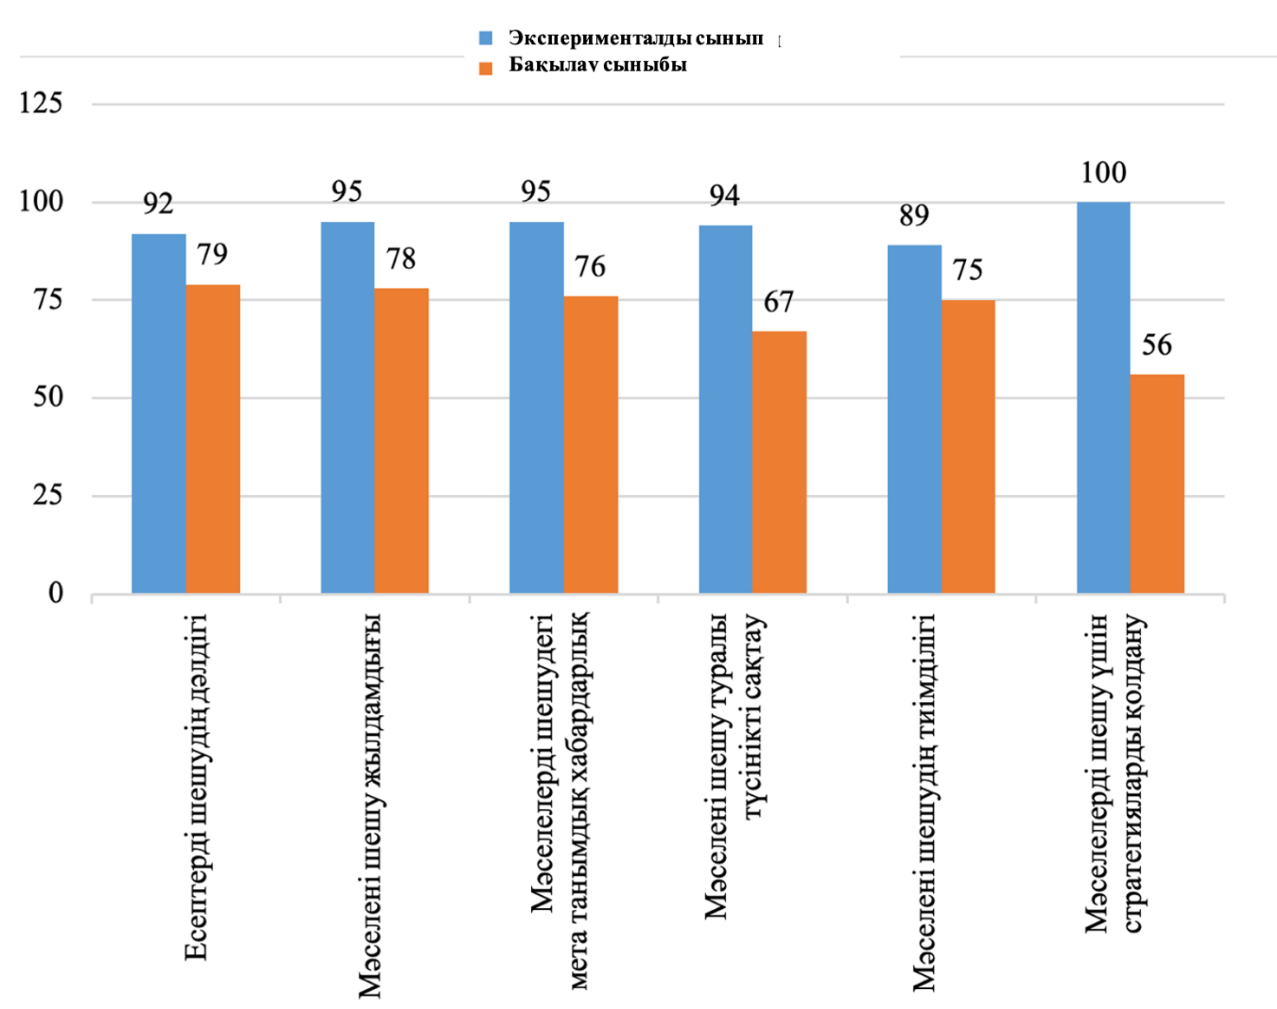 Эксперименталды сынып
Бақылау сыныбы
125
100
75
50
25
0
92
79
95
78
95
76
94
67
89
75
100
56
Есептерді шешудің дәлдігі
Мәселені шешу жылдамдығы
Мәселелерді шешудегі
мета танымдық хабардарлық
Мәселені шешу туралы
түсінікті сақтау
Мәселені шешудің тиімділігі
Мәселелерді шешу үшін
стратегияларды қолдану